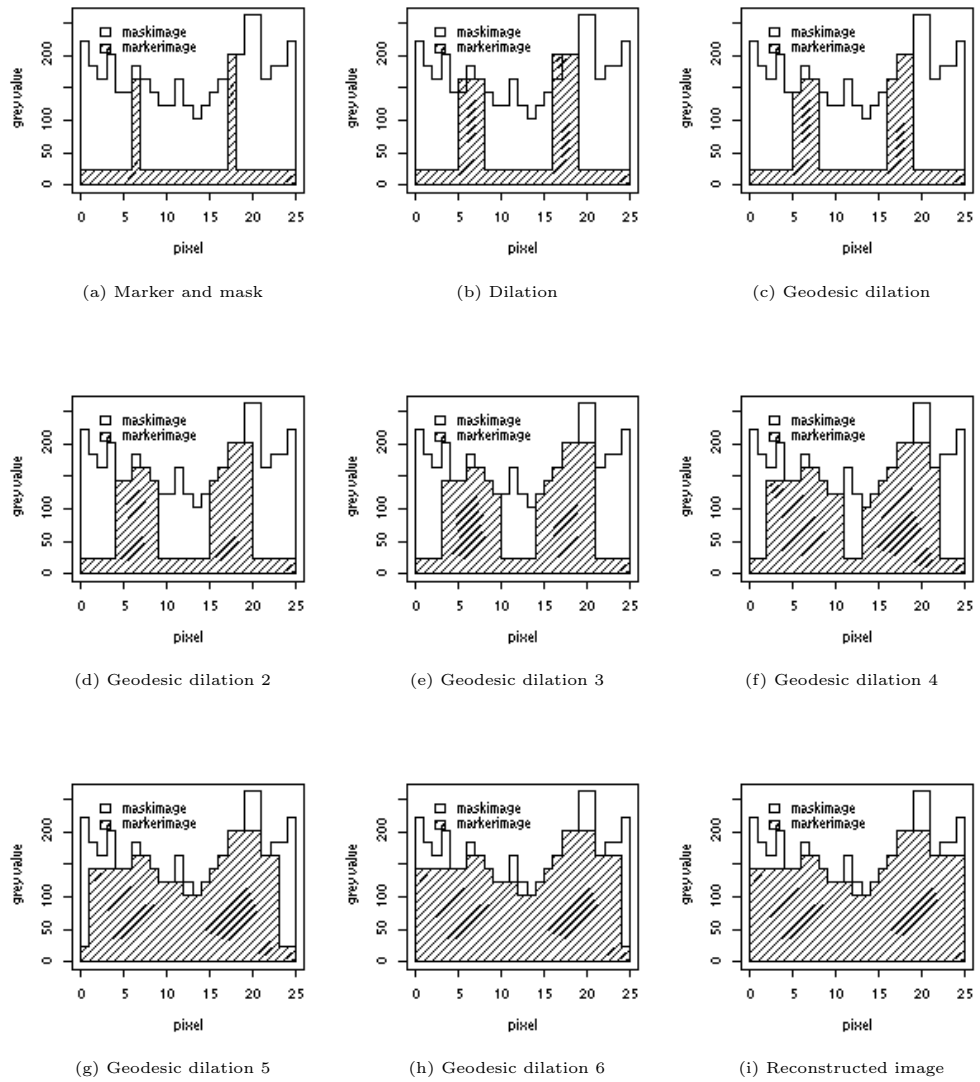 maskimage maskimage maskimage
markerimage markerimage markerimage
grey value grey value grey value
200 200 200
100 100 100
50 50 50
0 0 0
0 5 10 15 20 25 0 5 10 15 20 25 0 5 10 15 20 25
pixel pixel pixel
(a) Marker and mask (b) Dilation (c) Geodesic dilation
maskimage maskimage maskimage
markerimage markerimage markerimage
grey value grey value grey value
200 200 200
100 100 100
50 50 50
0 0 0
0 5 10 15 20 25 0 5 10 15 20 25 0 5 10 15 20 25
pixel pixel pixel
(d) Geodesic dilation 2 (e) Geodesic dilation 3 (f) Geodesic dilation 4
maskimage maskimage maskimage
markerimage markerimage markerimage
grey value grey value grey value
200 200 200
100 100 100
50 50 50
0 0 0
0 5 10 15 20 25 0 5 10 15 20 25 0 5 10 15 20 25
pixel pixel pixel
(g) Geodesic dilation 5 (h) Geodesic dilation 6 (i) Reconstructed image